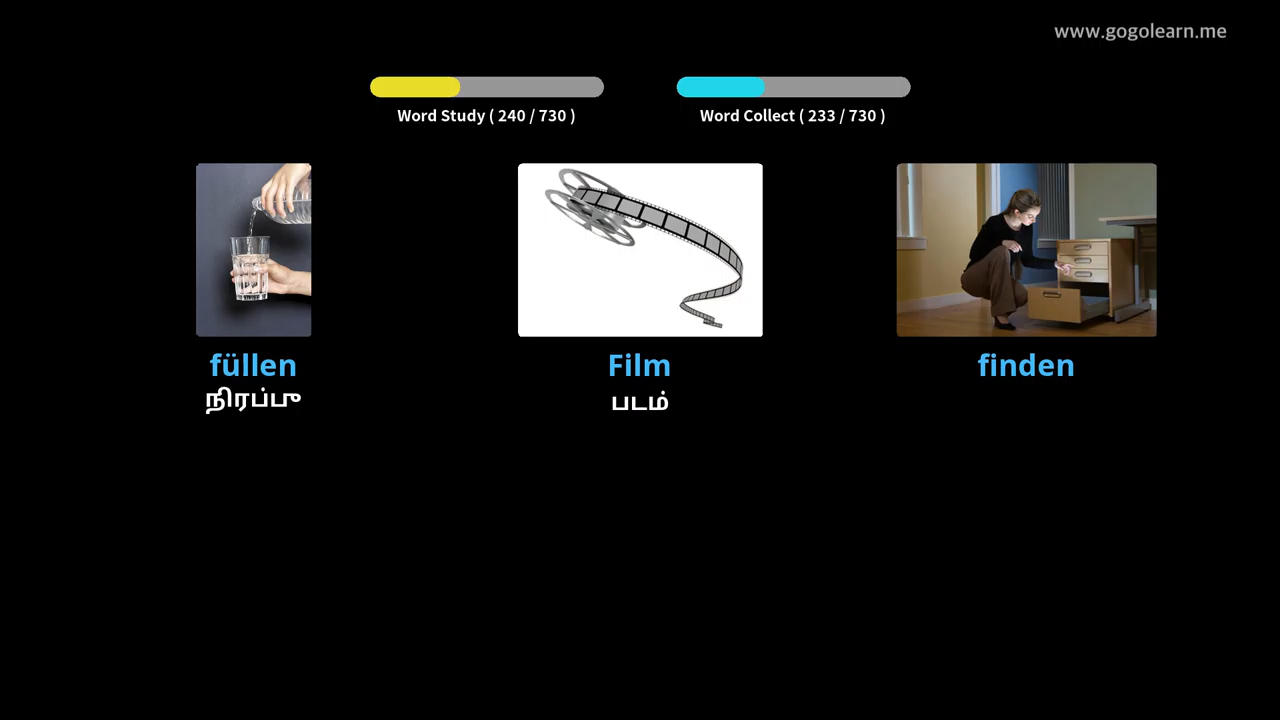 www.gogolearn.me
Word Study ( 240 / 730 )
Word Collect ( 233 / 730 )
füllen
நிரப்பு
Film
படம்
finden